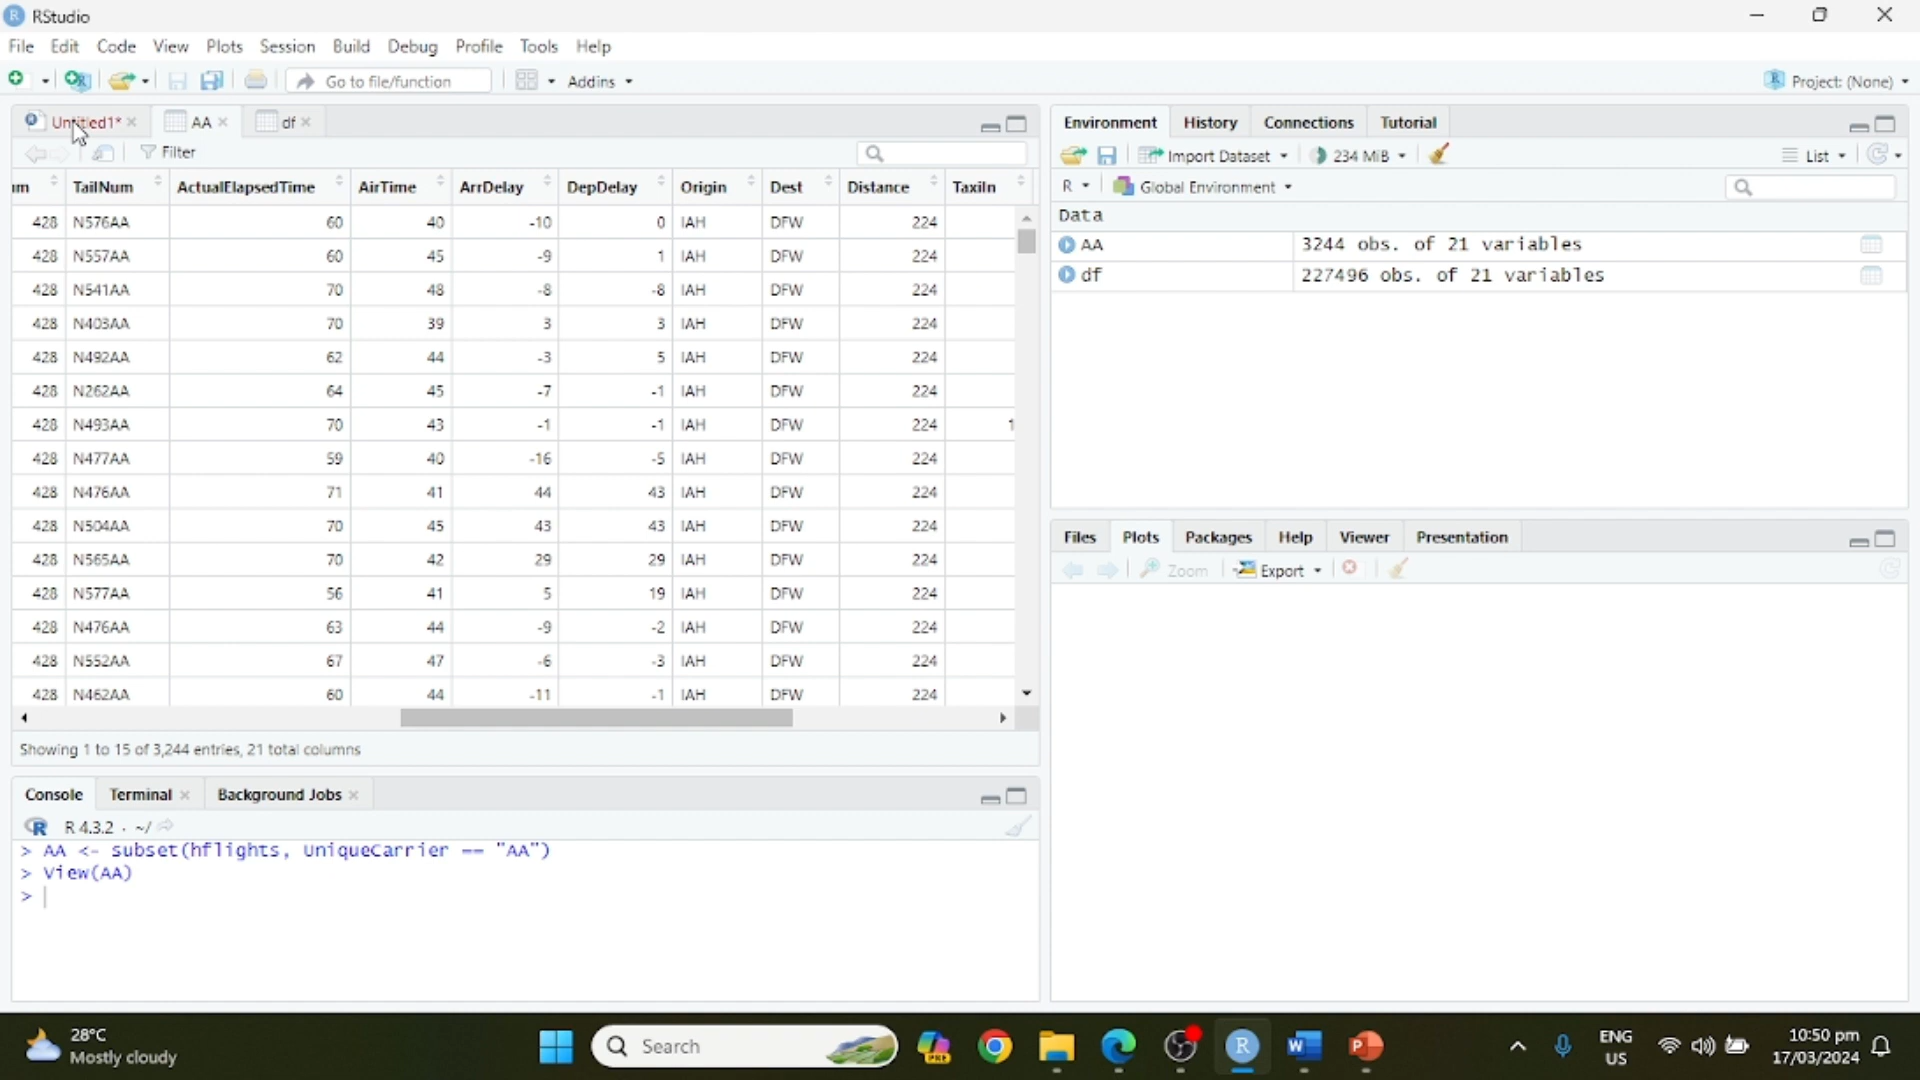 RStudio
File Edit Code View Plots Session Build Debug Profile Tools Help
Go to file/function Addins Project: (None)
Untitled1* AA df
Filter
um TailNum ActualElapsedTime AirTime ArrDelay DepDelay Origin Dest Distance TaxiIn
428 N576AA 60 40 -10 0 IAH DFW 224
428 N557AA 60 45 -9 1 IAH DFW 224
428 N541AA 70 48 -8 -8 IAH DFW 224
428 N403AA 70 39 3 3 IAH DFW 224
428 N492AA 62 44 -3 5 IAH DFW 224
428 N262AA 64 45 -7 -1 IAH DFW 224
428 N493AA 70 43 -1 -1 IAH DFW 224 1
428 N477AA 59 40 -16 -5 IAH DFW 224
428 N476AA 71 41 44 43 IAH DFW 224
428 N504AA 70 45 43 43 IAH DFW 224
428 N565AA 70 42 29 29 IAH DFW 224
428 N577AA 56 41 5 19 IAH DFW 224
428 N476AA 63 44 -9 -2 IAH DFW 224
428 N552AA 67 47 -6 -3 IAH DFW 224
428 N462AA 60 44 -11 -1 IAH DFW 224
Showing 1 to 15 of 3,244 entries, 21 total columns
Console Terminal Background Jobs
R 4.3.2 · ~/
> AA <- subset(hflights, UniqueCarrier == "AA")
> View(AA)
>
Environment History Connections Tutorial
Import Dataset 234 MiB List
R Global Environment
Data
AA 3244 obs. of 21 variables
df 227496 obs. of 21 variables
Files Plots Packages Help Viewer Presentation
Zoom Export
28°C
Mostly cloudy
Search
PRE
ENG
US
10:50 pm
17/03/2024